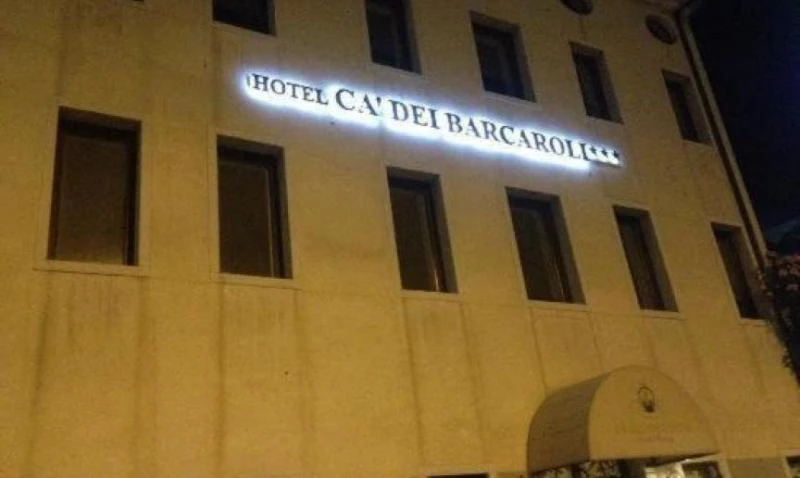 HOTEL CA' DEI BARCAROLI★★★